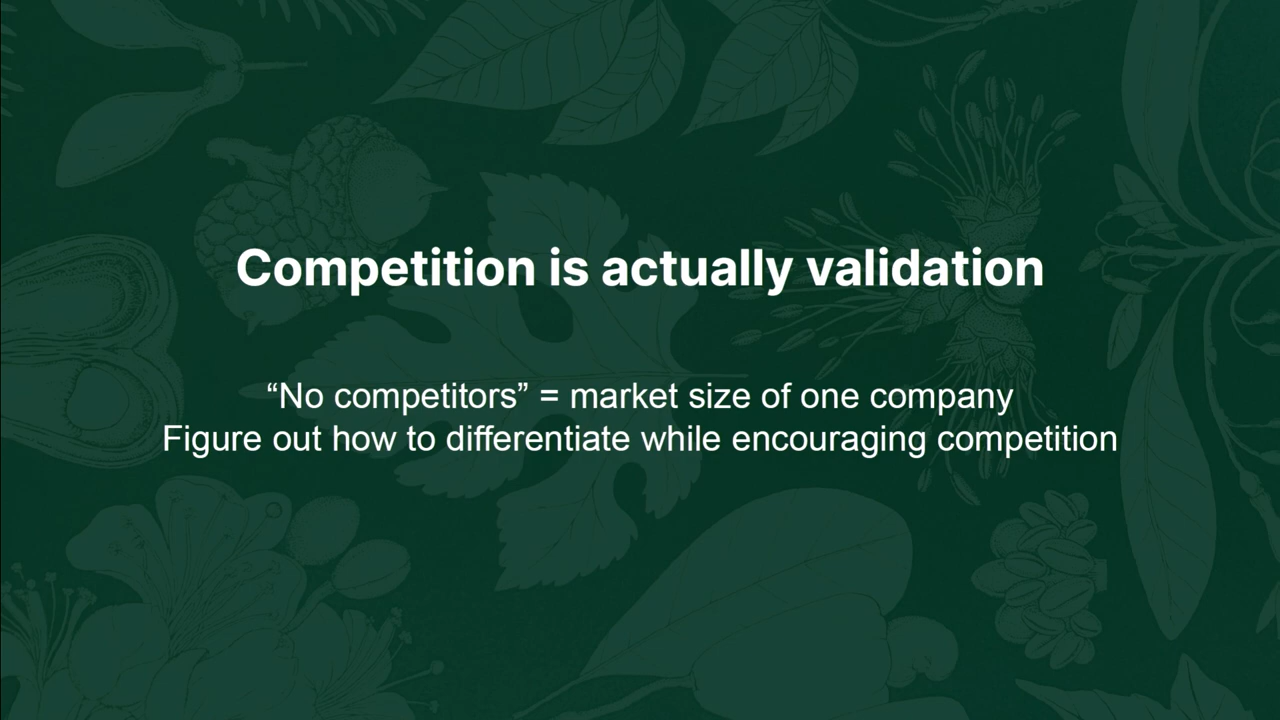 Competition is actually validation
“No competitors” = market size of one company
Figure out how to differentiate while encouraging competition